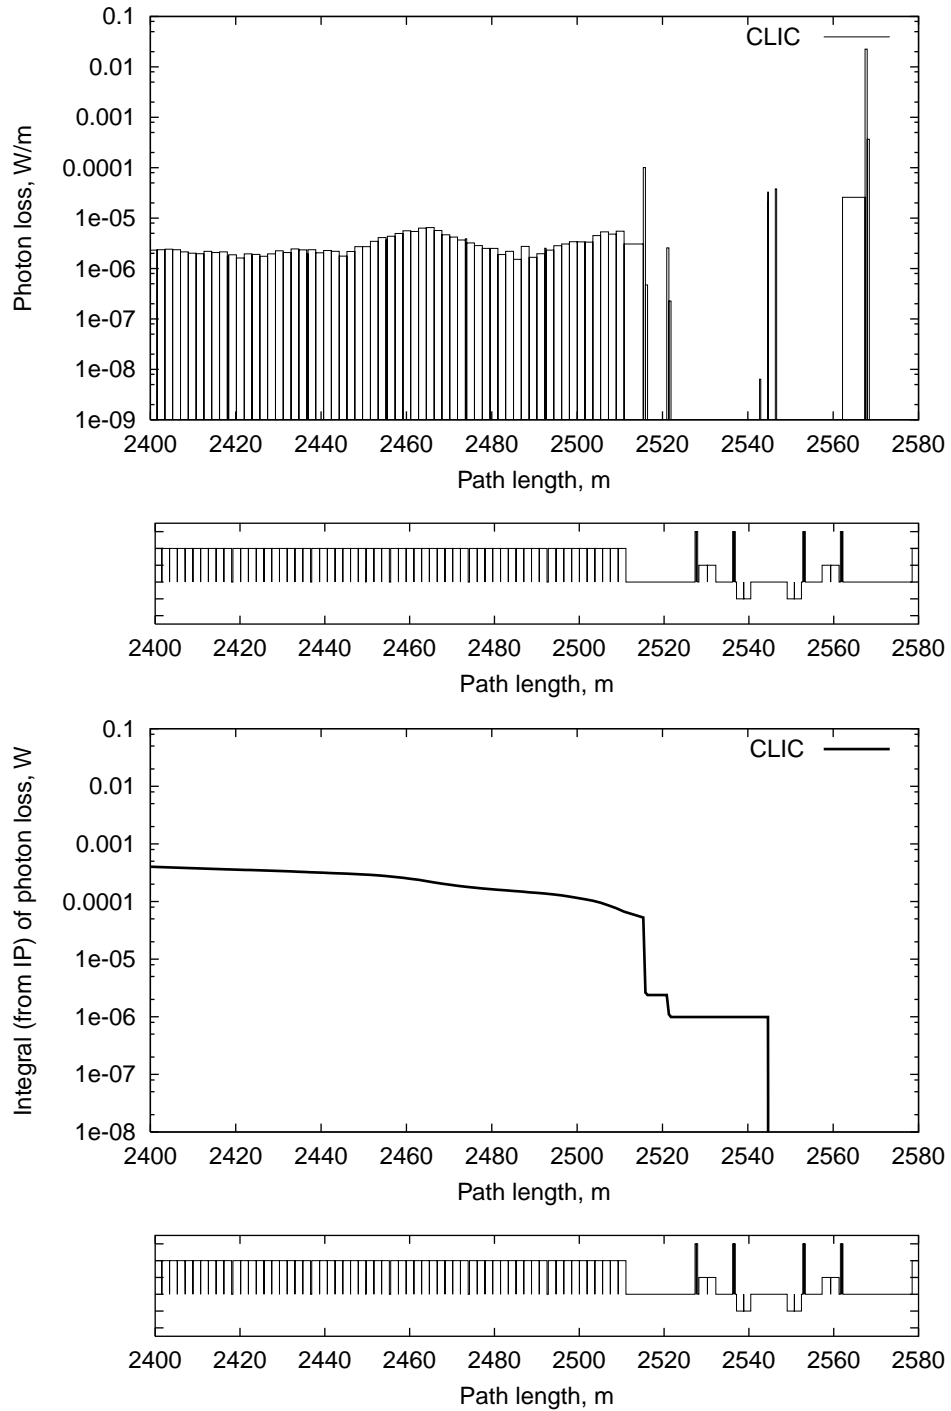 0.1
CLIC
0.01
0.001
0.0001
1e-05
1e-06
1e-07
1e-08
1e-09
Photon loss, W/m
2400 2420 2440 2460 2480 2500 2520 2540 2560 2580
Path length, m
2400 2420 2440 2460 2480 2500 2520 2540 2560 2580
Path length, m
0.1
CLIC
0.01
0.001
0.0001
1e-05
1e-06
1e-07
1e-08
Integral (from IP) of photon loss, W
2400 2420 2440 2460 2480 2500 2520 2540 2560 2580
Path length, m
2400 2420 2440 2460 2480 2500 2520 2540 2560 2580
Path length, m